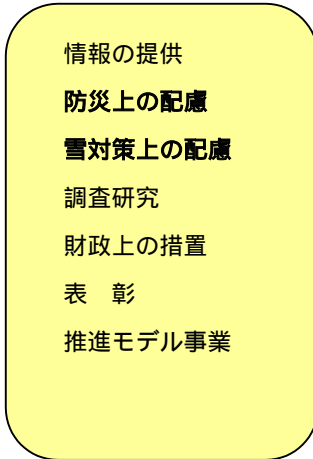 情報の提供
防災上の配慮
雪対策上の配慮
調査研究
財政上の措置
表　彰
推進モデル事業